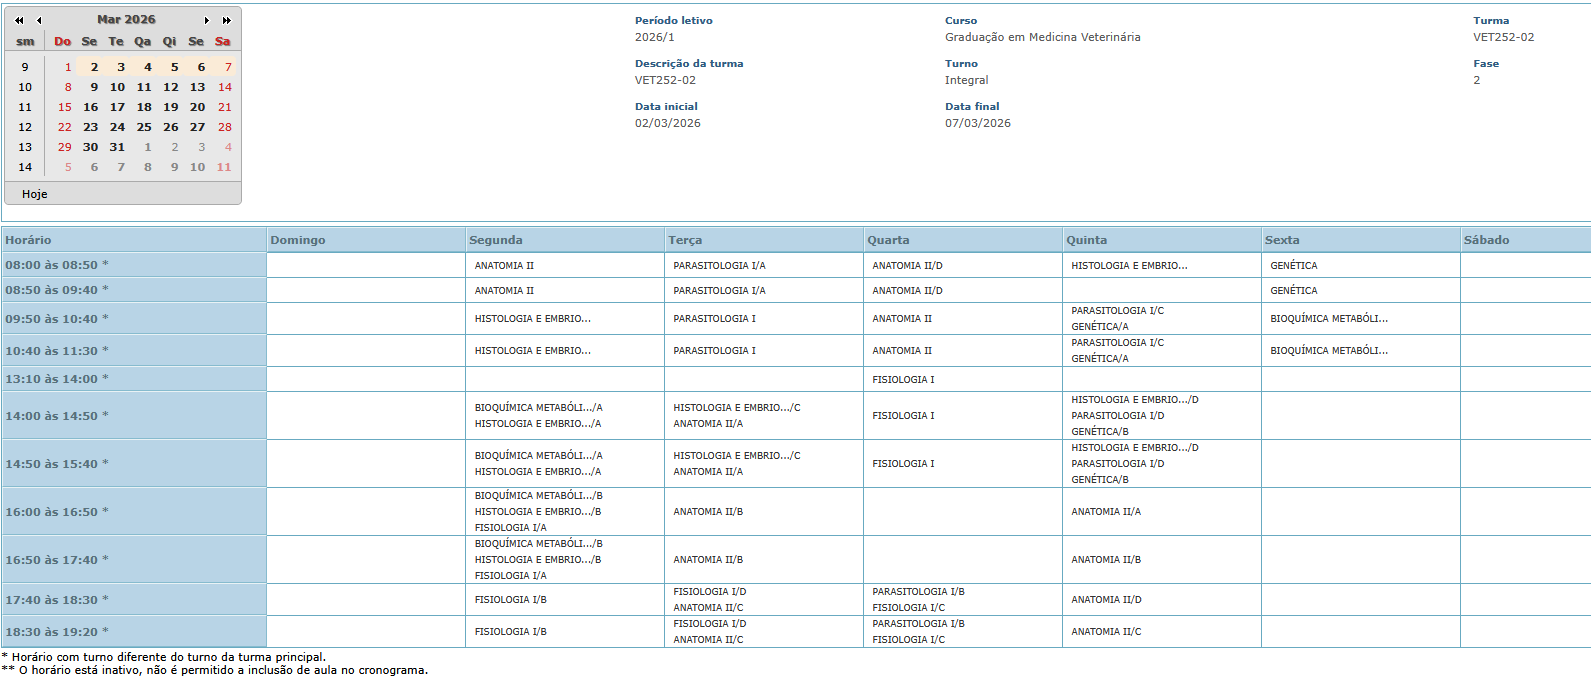 Mar 2026
sm Do Se Te Qa Qi Se Sa
9 1 2 3 4 5 6 7
10 8 9 10 11 12 13 14
11 15 16 17 18 19 20 21
12 22 23 24 25 26 27 28
13 29 30 31 1 2 3 4
14 5 6 7 8 9 10 11
Hoje
Período letivo Curso Turma
2026/1 Graduação em Medicina Veterinária VET252-02
Descrição da turma Turno Fase
VET252-02 Integral 2
Data inicial Data final
02/03/2026 07/03/2026
Horário Domingo Segunda Terça Quarta Quinta Sexta Sábado
08:00 às 08:50 * ANATOMIA II PARASITOLOGIA I/A ANATOMIA II/D HISTOLOGIA E EMBRIO... GENÉTICA
08:50 às 09:40 * ANATOMIA II PARASITOLOGIA I/A ANATOMIA II/D GENÉTICA
PARASITOLOGIA I/C
09:50 às 10:40 * HISTOLOGIA E EMBRIO... PARASITOLOGIA I ANATOMIA II BIOQUÍMICA METABÓLI...
GENÉTICA/A
PARASITOLOGIA I/C
10:40 às 11:30 * HISTOLOGIA E EMBRIO... PARASITOLOGIA I ANATOMIA II BIOQUÍMICA METABÓLI...
GENÉTICA/A
13:10 às 14:00 * FISIOLOGIA I
HISTOLOGIA E EMBRIO.../D
BIOQUÍMICA METABÓLI.../A HISTOLOGIA E EMBRIO.../C
14:00 às 14:50 * FISIOLOGIA I PARASITOLOGIA I/D
HISTOLOGIA E EMBRIO.../A ANATOMIA II/A
GENÉTICA/B
HISTOLOGIA E EMBRIO.../D
BIOQUÍMICA METABÓLI.../A HISTOLOGIA E EMBRIO.../C
14:50 às 15:40 * FISIOLOGIA I PARASITOLOGIA I/D
HISTOLOGIA E EMBRIO.../A ANATOMIA II/A
GENÉTICA/B
BIOQUÍMICA METABÓLI.../B
16:00 às 16:50 * HISTOLOGIA E EMBRIO.../B ANATOMIA II/B ANATOMIA II/A
FISIOLOGIA I/A
BIOQUÍMICA METABÓLI.../B
16:50 às 17:40 * HISTOLOGIA E EMBRIO.../B ANATOMIA II/B ANATOMIA II/B
FISIOLOGIA I/A
FISIOLOGIA I/D PARASITOLOGIA I/B
17:40 às 18:30 * FISIOLOGIA I/B ANATOMIA II/D
ANATOMIA II/C FISIOLOGIA I/C
FISIOLOGIA I/D PARASITOLOGIA I/B
18:30 às 19:20 * FISIOLOGIA I/B ANATOMIA II/C
ANATOMIA II/C FISIOLOGIA I/C
* Horário com turno diferente do turno da turma principal.
** O horário está inativo, não é permitido a inclusão de aula no cronograma.